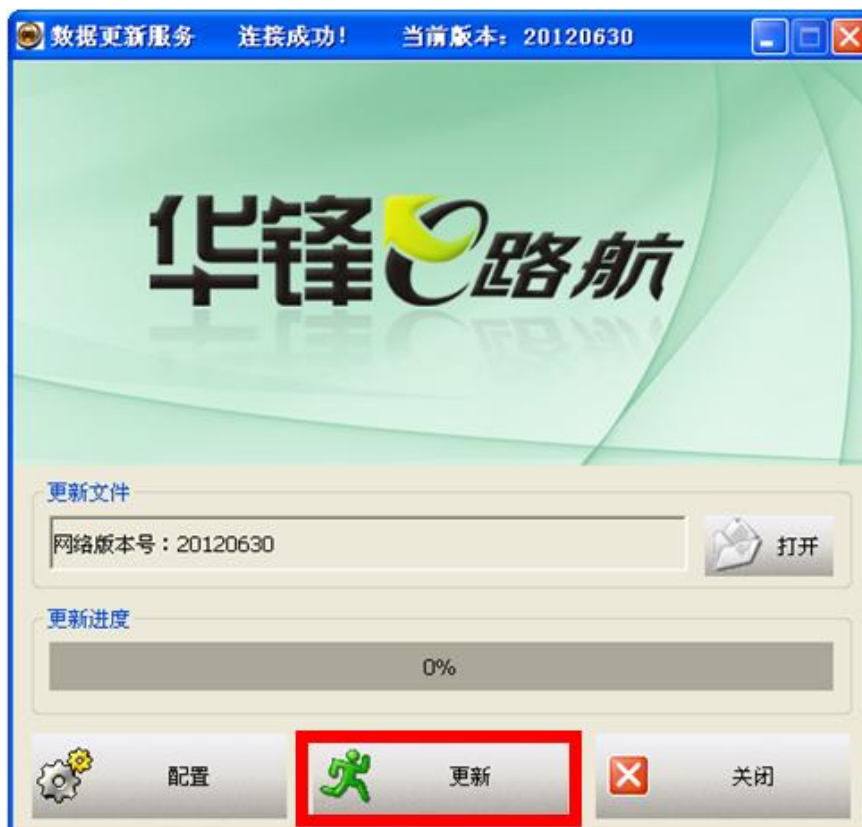 数据更新服务 连接成功! 当前版本：20120630
华锋e路航
更新文件
网络版本号：20120630
打开
更新进度
0%
配置 更新 关闭